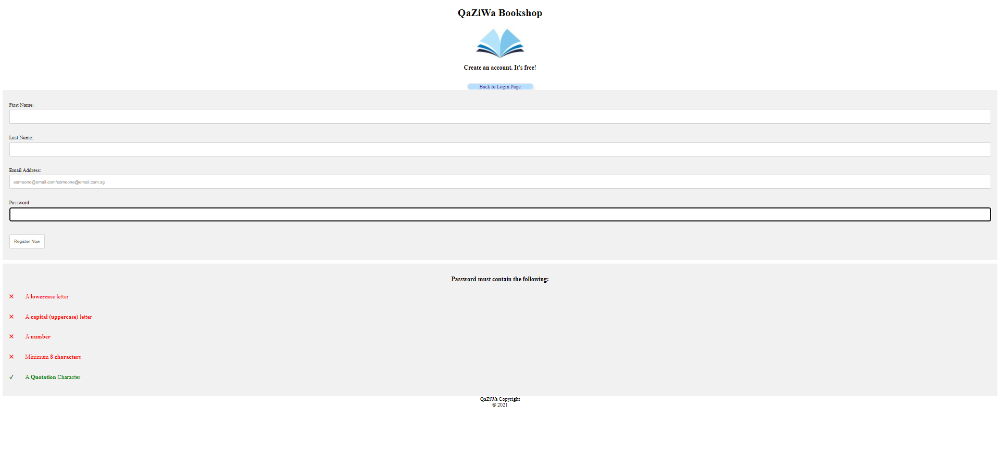 QaZiWa Bookshop
Create an account. It's free!
Back to Login Page
First Name:
Last Name:
Email Address:
someone@email.com/someone@email.com.sg
Password
Register Now
Password must contain the following:
A lowercase letter
A capital (uppercase) letter
A number
Minimum 8 characters
A Quotation Character
QaZiWa Copyright
© 2021